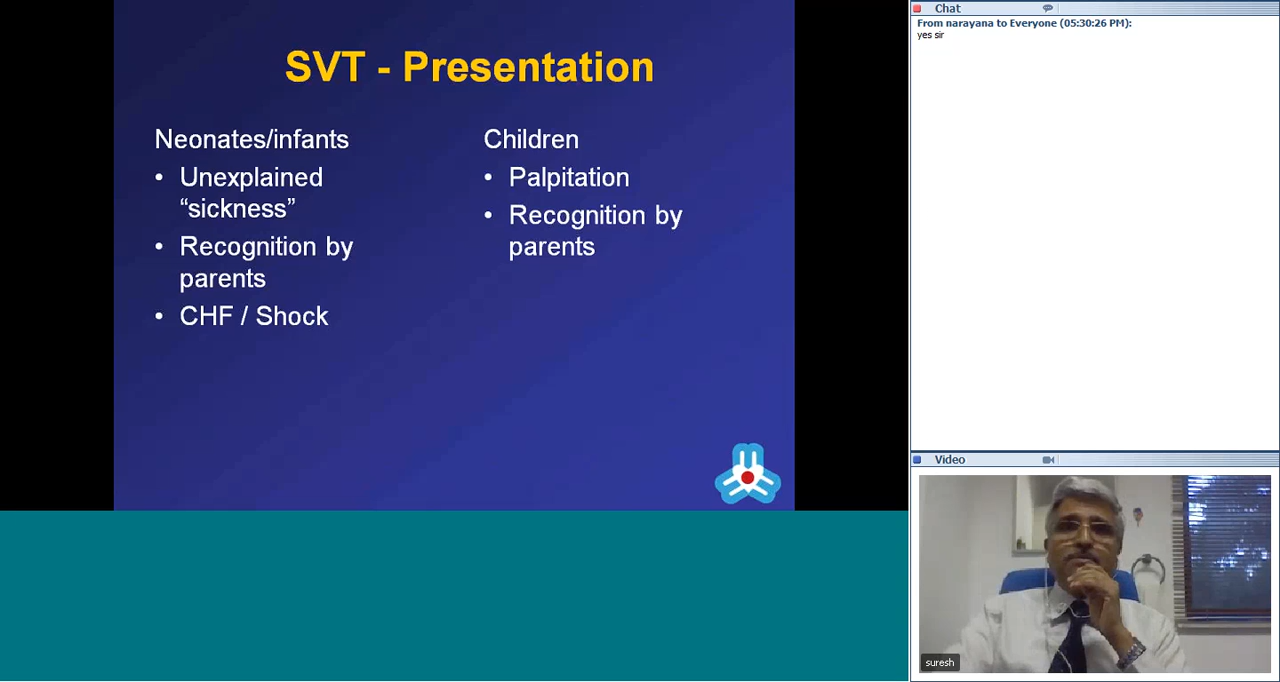 SVT - Presentation
Neonates/infants
• Unexplained
“sickness”
• Recognition by
parents
• CHF / Shock
Children
• Palpitation
• Recognition by
parents
Chat
From narayana to Everyone (05:30:26 PM):
yes sir
Video
suresh